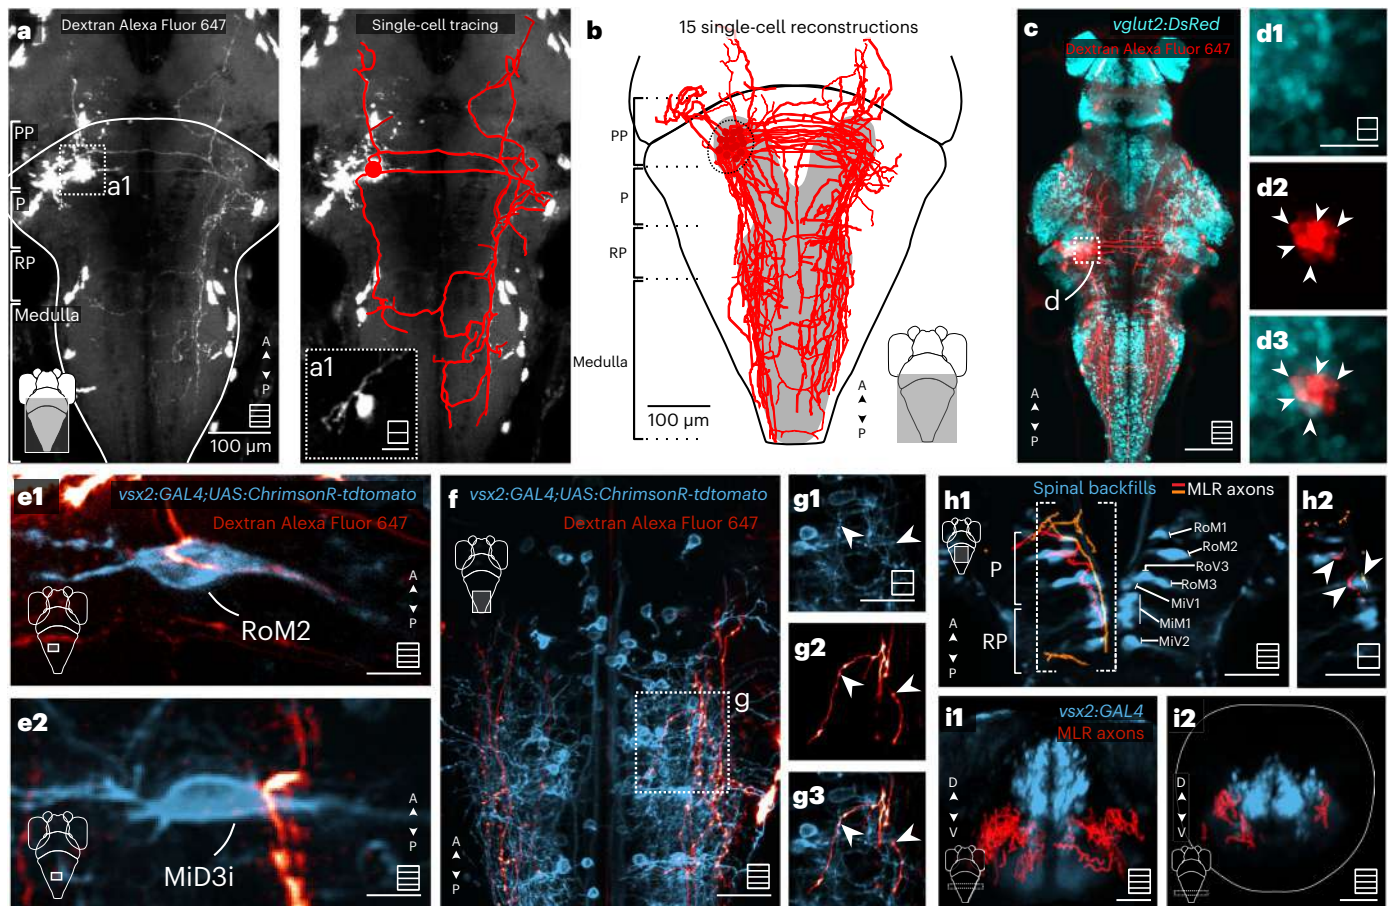 a
Dextran Alexa Fluor 647
PP
P
RP
Medulla
a1
A
P
100 µm
Single-cell tracing
a1
b
15 single-cell reconstructions
PP
P
RP
Medulla
100 µm
A
P
c
vglut2:DsRed
Dextran Alexa Fluor 647
d
A
P
d1
d2
d3
e1
vsx2:GAL4;UAS:ChrimsonR-tdtomato
Dextran Alexa Fluor 647
RoM2
A
P
e2
MiD3i
A
P
f
vsx2:GAL4;UAS:ChrimsonR-tdtomato
Dextran Alexa Fluor 647
g
A
P
g1
g2
g3
h1
Spinal backfills
MLR axons
P
RP
RoM1
RoM2
RoV3
RoM3
MiV1
MiM1
MiV2
A
P
h2
i1
vsx2:GAL4
MLR axons
D
V
i2
D
V